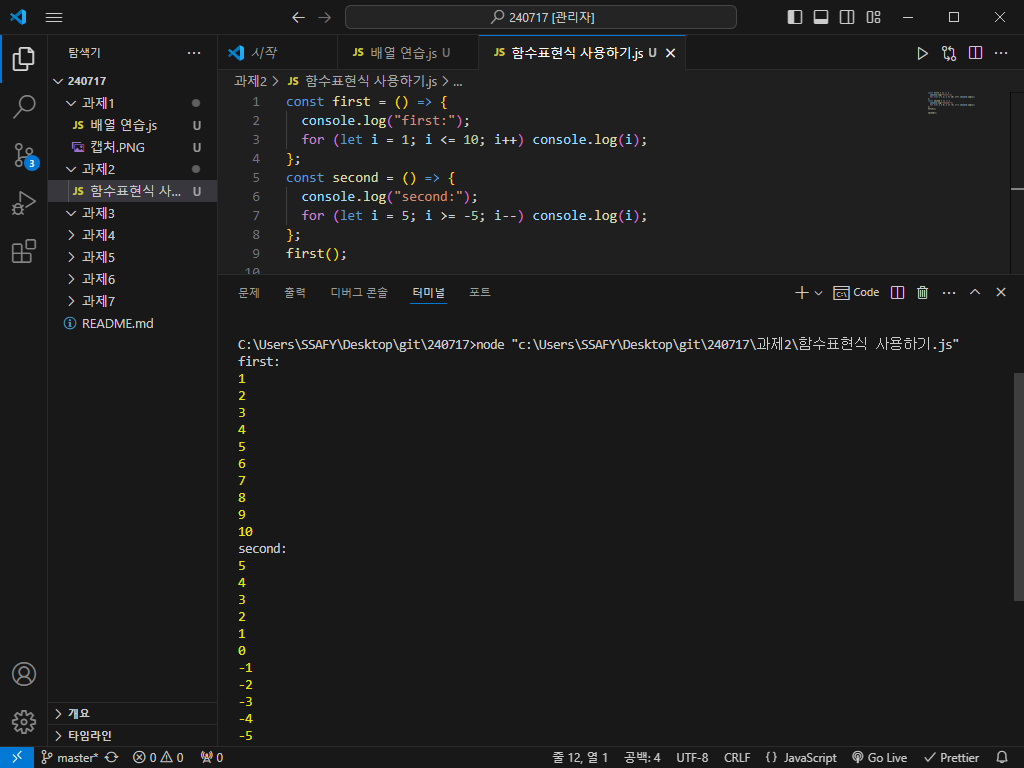 240717 [관리자]
탐색기
시작
JS 배열 연습.js U
JS 함수표현식 사용하기.js U
240717
과제1
JS 배열 연습.js U
캡처.PNG U
과제2
JS 함수표현식 사... U
과제3
과제4
과제5
과제6
과제7
README.md
개요
타임라인
3
과제2 > JS 함수표현식 사용하기.js > ...
1 const first = () => {
2 console.log("first:");
3 for (let i = 1; i <= 10; i++) console.log(i);
4 };
5 const second = () => {
6 console.log("second:");
7 for (let i = 5; i >= -5; i--) console.log(i);
8 };
9 first();
10
문제 출력 디버그 콘솔 터미널 포트
Code
C:\Users\SSAFY\Desktop\git\240717>node "c:\Users\SSAFY\Desktop\git\240717\과제2\함수표현식 사용하기.js"
first:
1
2
3
4
5
6
7
8
9
10
second:
5
4
3
2
1
0
-1
-2
-3
-4
-5
master* 0 0 0 줄 12, 열 1 공백: 4 UTF-8 CRLF {} JavaScript Go Live Prettier